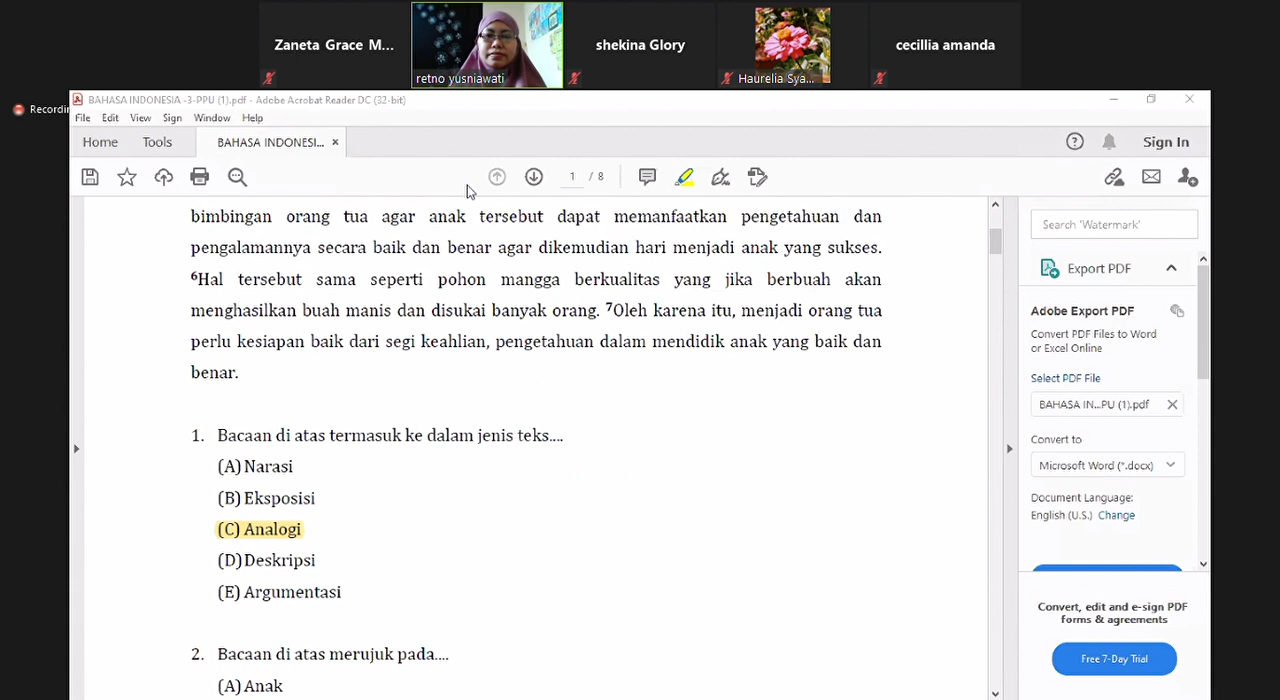 Zaneta Grace M...
retno yusniawati
shekina Glory
Haurelia Sya...
cecillia amanda
Recordin
BAHASA INDONESIA -3-PPU (1).pdf - Adobe Acrobat Reader DC (32-bit)
File Edit View Sign Window Help
Home Tools BAHASA INDONESI... ×
Sign In
1 / 8
bimbingan orang tua agar anak tersebut dapat memanfaatkan pengetahuan dan
pengalamannya secara baik dan benar agar dikemudian hari menjadi anak yang sukses.
⁶Hal tersebut sama seperti pohon mangga berkualitas yang jika berbuah akan
menghasilkan buah manis dan disukai banyak orang. ⁷Oleh karena itu, menjadi orang tua
perlu kesiapan baik dari segi keahlian, pengetahuan dalam mendidik anak yang baik dan
benar.
1. Bacaan di atas termasuk ke dalam jenis teks....
(A) Narasi
(B) Eksposisi
(C) Analogi
(D) Deskripsi
(E) Argumentasi
2. Bacaan di atas merujuk pada....
(A) Anak
Search 'Watermark'
Export PDF
Adobe Export PDF
Convert PDF Files to Word
or Excel Online
Select PDF File
BAHASA IN...PU (1).pdf
Convert to
Microsoft Word (*.docx)
Document Language:
English (U.S.) Change
Convert, edit and e-sign PDF
forms & agreements
Free 7-Day Trial